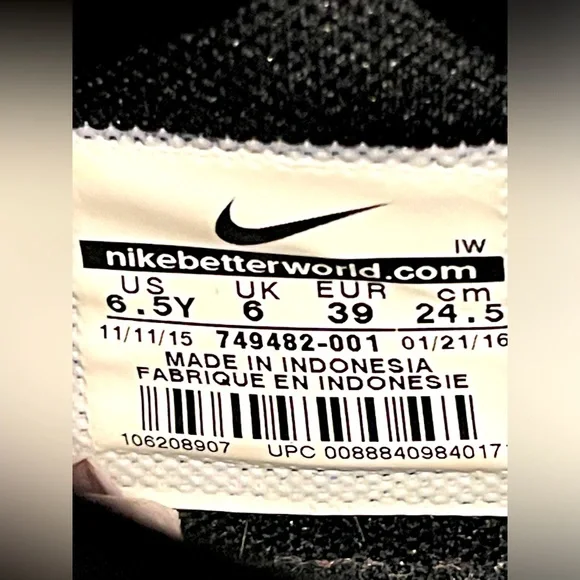 IW
nikebetterworld.com
US UK EUR cm
6.5Y 6 39 24.5
11/11/15 749482-001 01/21/16
MADE IN INDONESIA
FABRIQUE EN INDONESIE
106208907 UPC 00888409840177